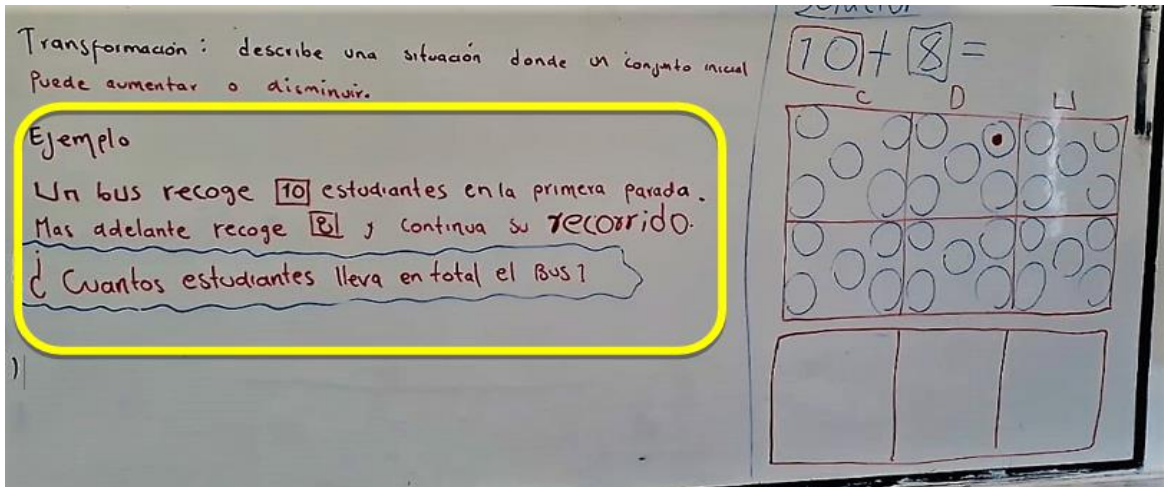 Transformación: describe una situación donde un conjunto inicial
Puede aumentar o disminuir.
Ejemplo
Un bus recoge 10 estudiantes en la primera parada.
Mas adelante recoge 8 y continua su recorrido.
¿Cuantos estudiantes lleva en total el Bus?
)
Solución
10 + 8 =
C D U